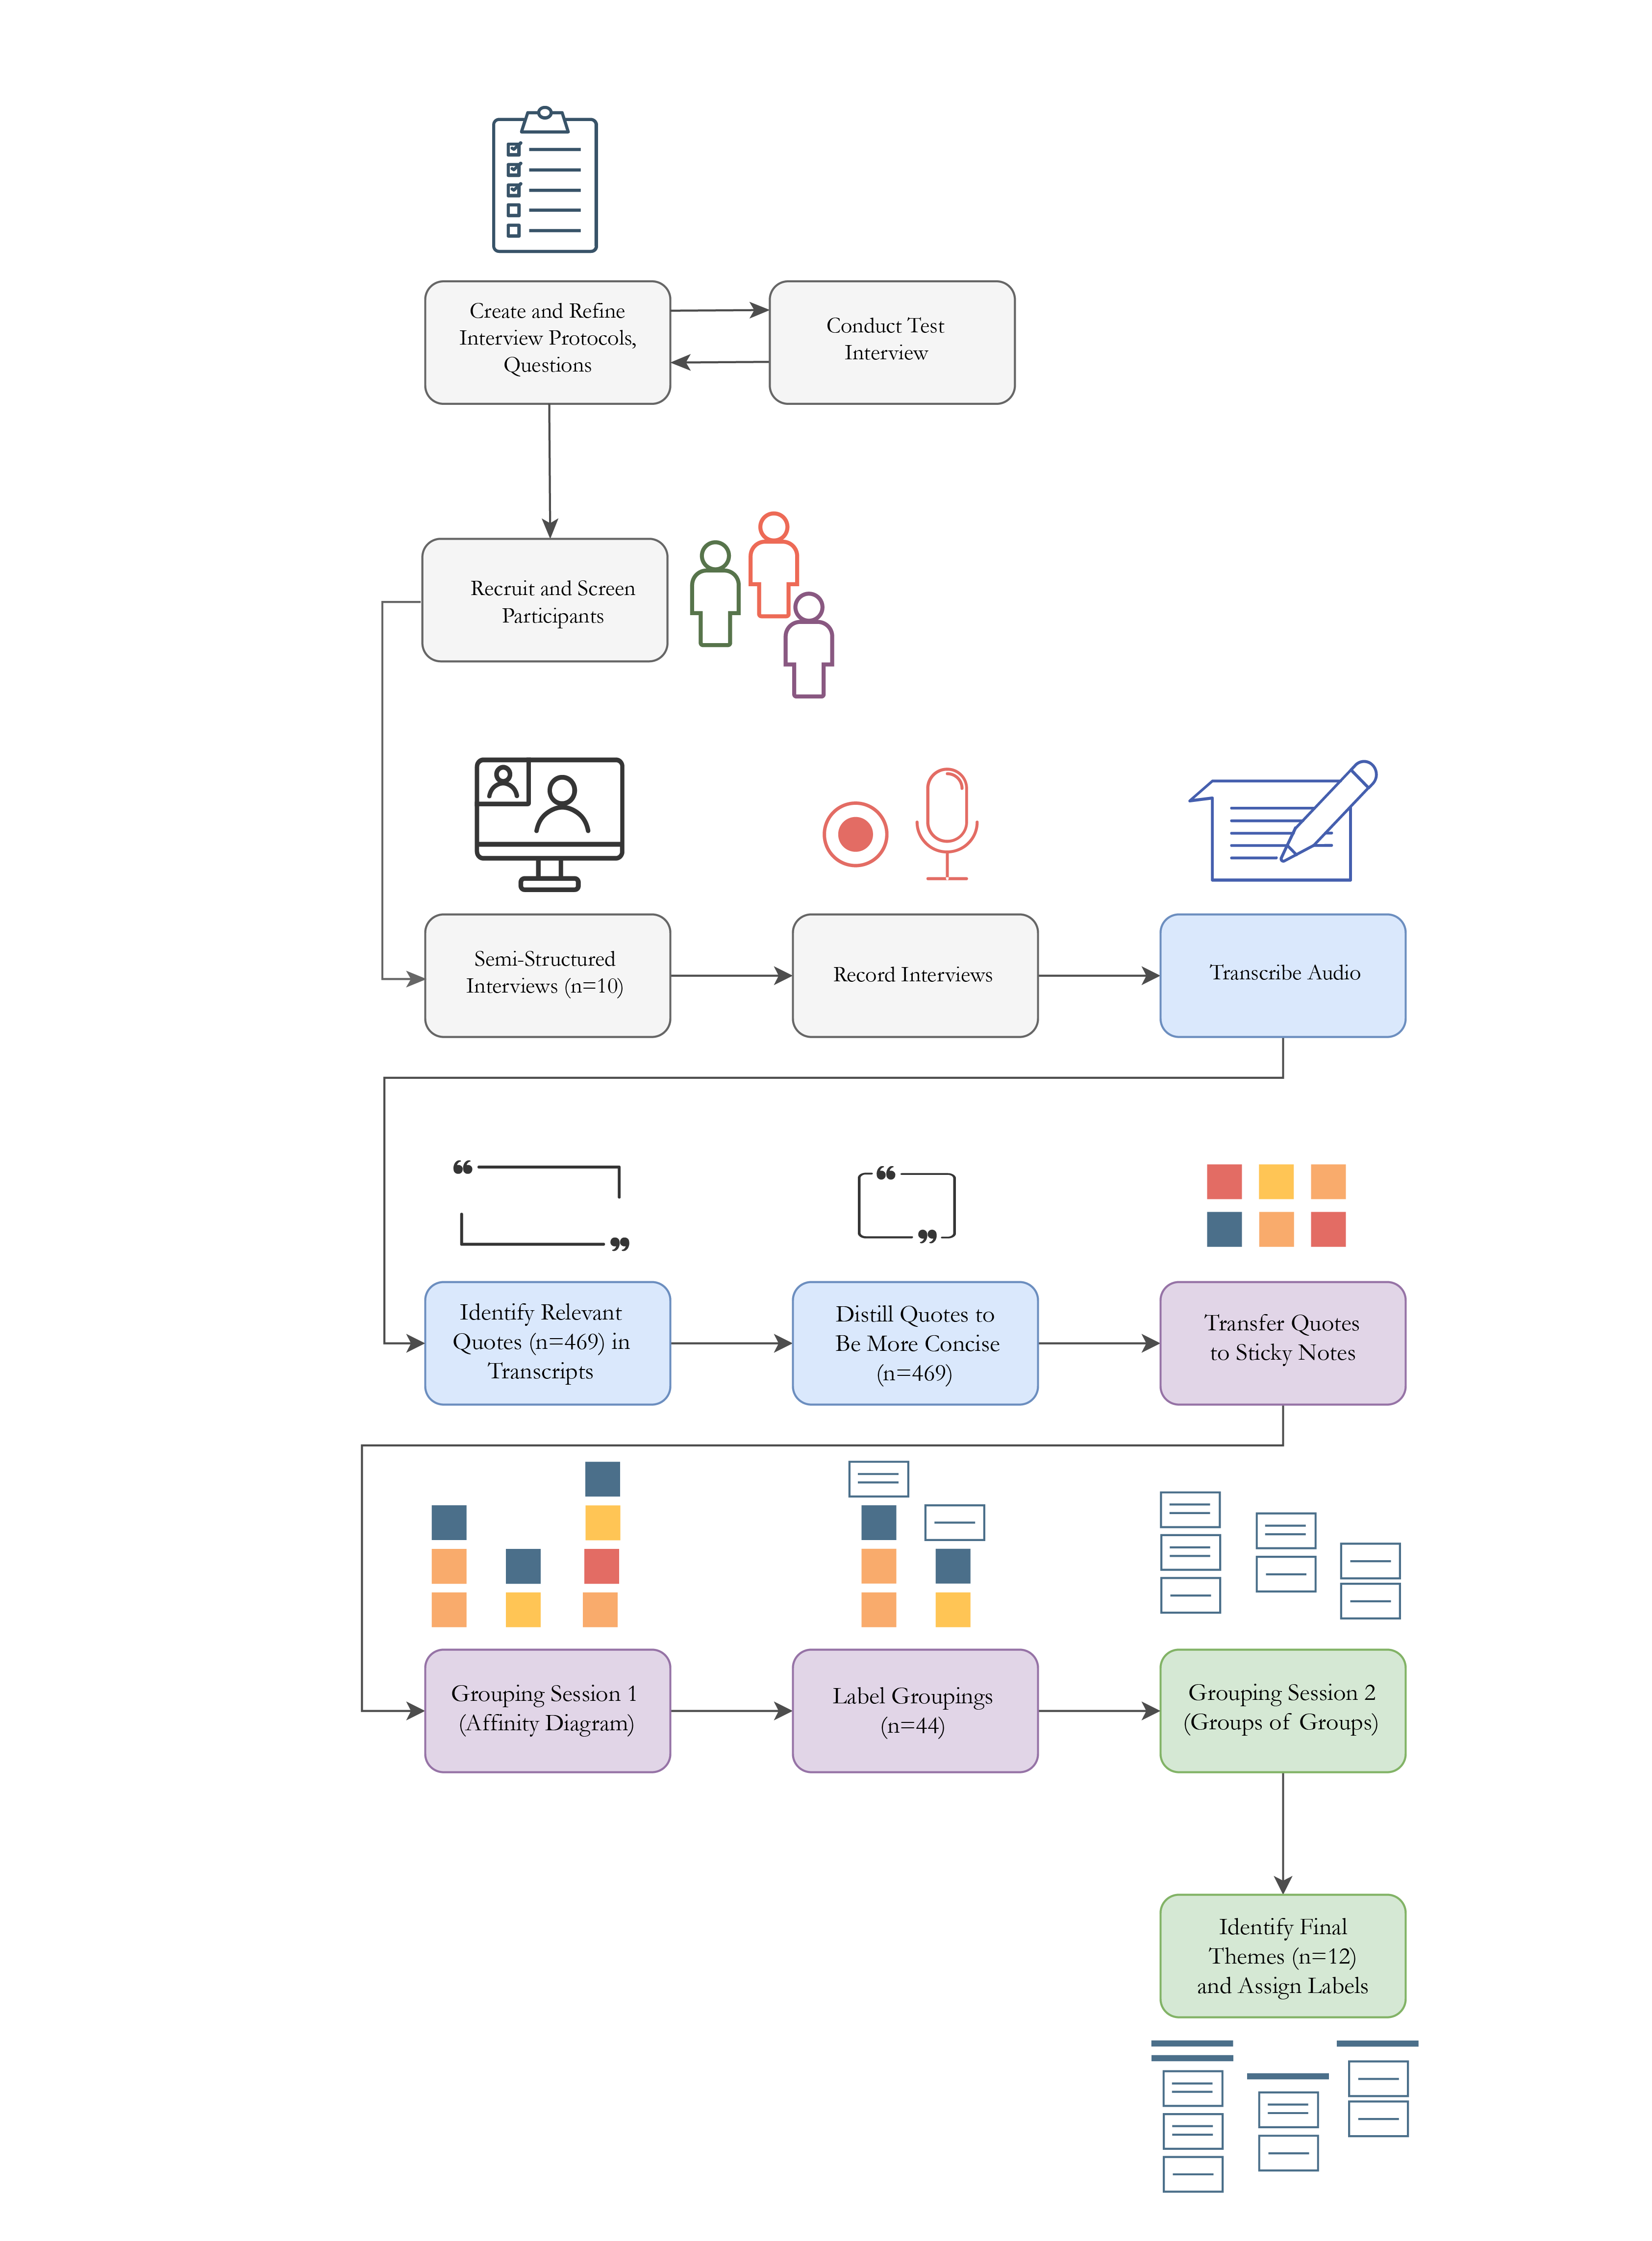 Create and Refine
Interview Protocols,
Questions
Conduct Test
Interview
Recruit and Screen
Participants
Semi-Structured
Interviews (n=10)
Record Interviews
Transcribe Audio
Identify Relevant
Quotes (n=469) in
Transcripts
Distill Quotes to
Be More Concise
(n=469)
Transfer Quotes
to Sticky Notes
Grouping Session 1
(Affinity Diagram)
Label Groupings
(n=44)
Grouping Session 2
(Groups of Groups)
Identify Final
Themes (n=12)
and Assign Labels